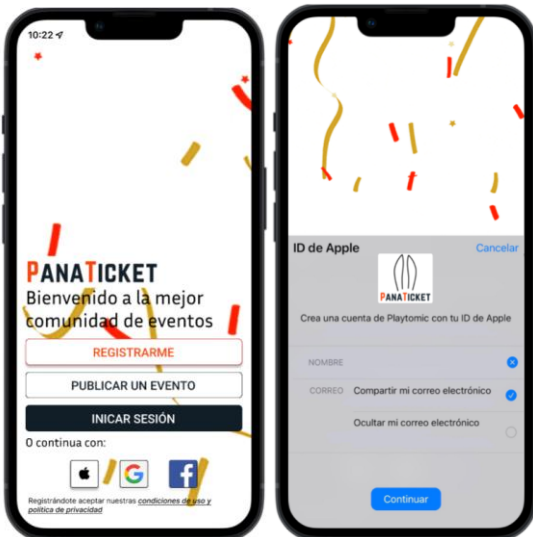 10:22
PANATICKET
Bienvenido a la mejor
comunidad de eventos
REGISTRARME
PUBLICAR UN EVENTO
INICAR SESIÓN
O continua con:
Registrándote aceptar nuestras condiciones de uso y
política de privacidad
ID de Apple
Cancelar
PANATICKET
Crea una cuenta de Playtomic con tu ID de Apple
NOMBRE
CORREO Compartir mi correo electrónico
Ocultar mi correo electrónico
Continuar